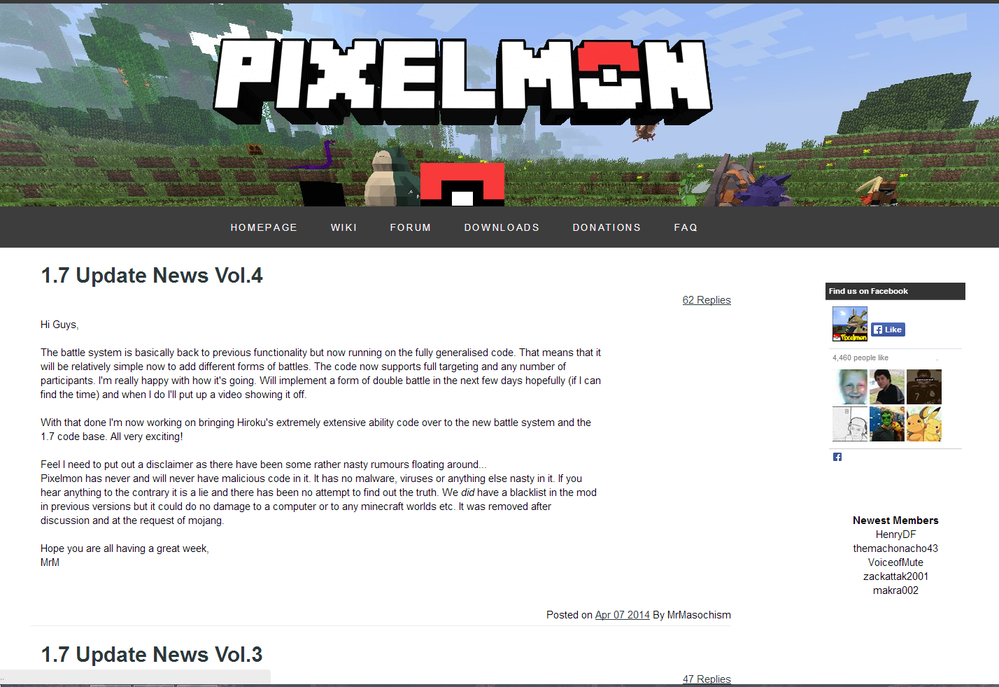 PIXELMON
HOMEPAGE WIKI FORUM DOWNLOADS DONATIONS FAQ
1.7 Update News Vol.4
62 Replies
Hi Guys,
The battle system is basically back to previous functionality but now running on the fully generalised code. That means that it
will be relatively simple now to add different forms of battles. The code now supports full targeting and any number of
participants. I'm really happy with how it's going. Will implement a form of double battle in the next few days hopefully (if I can
find the time) and when I do I'll put up a video showing it off.
With that done I'm now working on bringing Hiroku's extremely extensive ability code over to the new battle system and the
1.7 code base. All very exciting!
Feel I need to put out a disclaimer as there have been some rather nasty rumours floating around...
Pixelmon has never and will never have malicious code in it. It has no malware, viruses or anything else nasty in it. If you
hear anything to the contrary it is a lie and there has been no attempt to find out the truth. We did have a blacklist in the mod
in previous versions but it could do no damage to a computer or to any minecraft worlds etc. It was removed after
discussion and at the request of mojang.
Hope you are all having a great week,
MrM
Posted on Apr 07 2014 By MrMasochism
1.7 Update News Vol.3
47 Replies
..
Find us on Facebook
Pixelmon
Like
4,460 people like .
censored
7
Newest Members
HenryDF
themachonacho43
VoiceofMute
zackattak2001
makra002